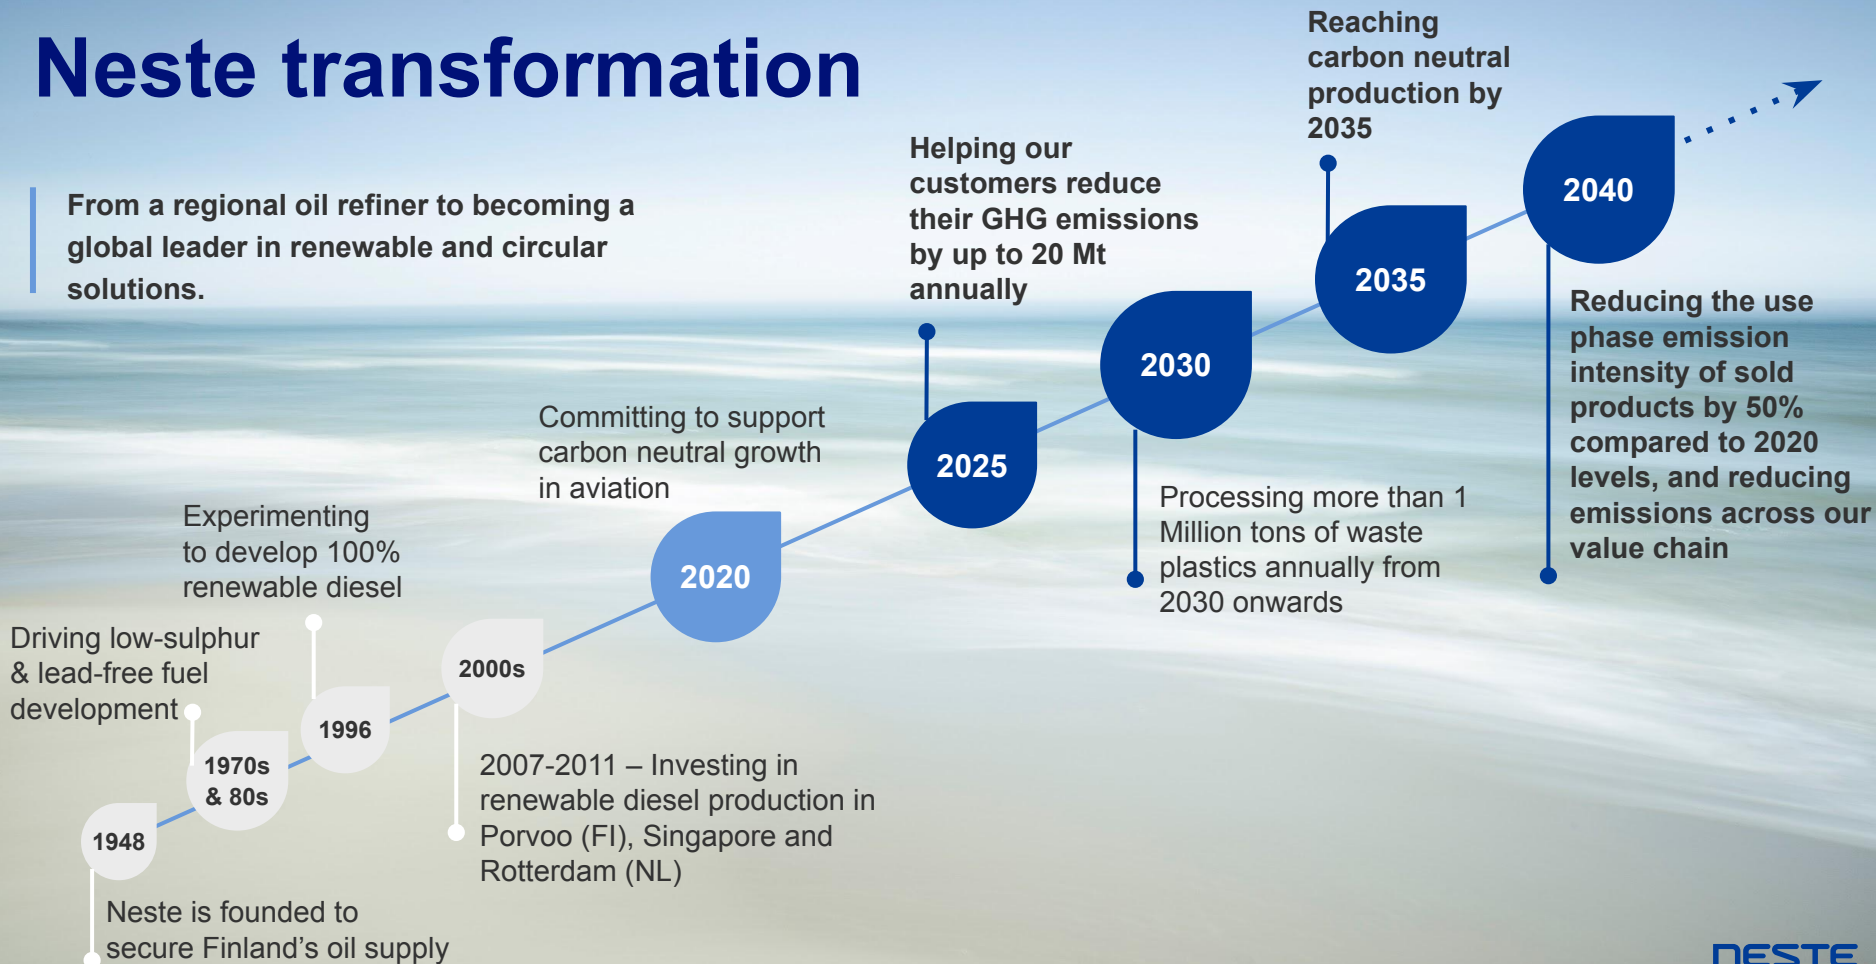 Neste transformation
From a regional oil refiner to becoming a
global leader in renewable and circular
solutions.
1948
Neste is founded to
secure Finland's oil supply
Driving low-sulphur
& lead-free fuel
development
1970s
& 80s
Experimenting
to develop 100%
renewable diesel
1996
2000s
2007-2011 – Investing in
renewable diesel production in
Porvoo (FI), Singapore and
Rotterdam (NL)
Committing to support
carbon neutral growth
in aviation
2020
Helping our
customers reduce
their GHG emissions
by up to 20 Mt
annually
2025
2030
Processing more than 1
Million tons of waste
plastics annually from
2030 onwards
Reaching
carbon neutral
production by
2035
2035
2040
Reducing the use
phase emission
intensity of sold
products by 50%
compared to 2020
levels, and reducing
emissions across our
value chain
NESTE